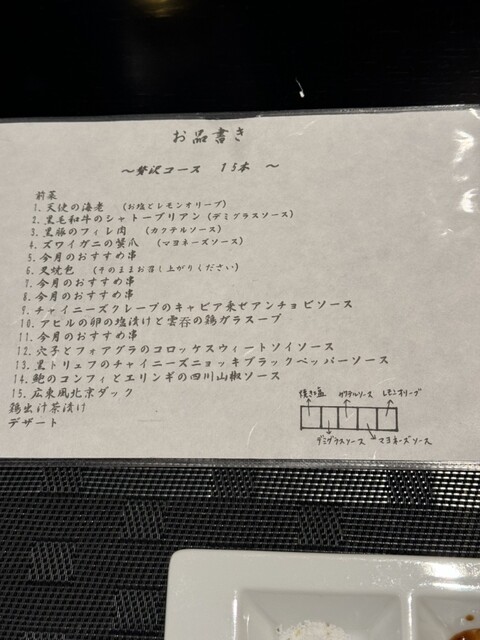 お品書き
～贅沢コース 15本 ～
前菜
1. 天使の海老 (お塩とレモンオリーブ)
2. 黒毛和牛のシャトーブリアン (デミグラスソース)
3. 黒豚のフィレ肉 (カクテルソース)
4. ズワイガニの蟹爪 (マヨネーズソース)
5. 今月のおすすめ串
6. 叉焼包 (そのままお召し上がりください)
7. 今月のおすすめ串
8. 今月のおすすめ串
9. チャイニーズクレープのキャビア乗ゼアンチョビソース
10. アヒルの卵の塩漬けと雲呑の鶏ガラスープ
11. 今月のおすすめ串
12. 穴子とフォアグラのコロッケスウィートソイソース
13. 黒トリュフのチャイニーズニョッキブラックペッパーソース
14. 鮑のコンフィとエリンギの四川山椒ソース
15. 広東風北京ダック
鶏出汁茶漬け
デザート
焼き塩 カクテルソース レモンオリーブ
デミグラスソース マヨネーズソース